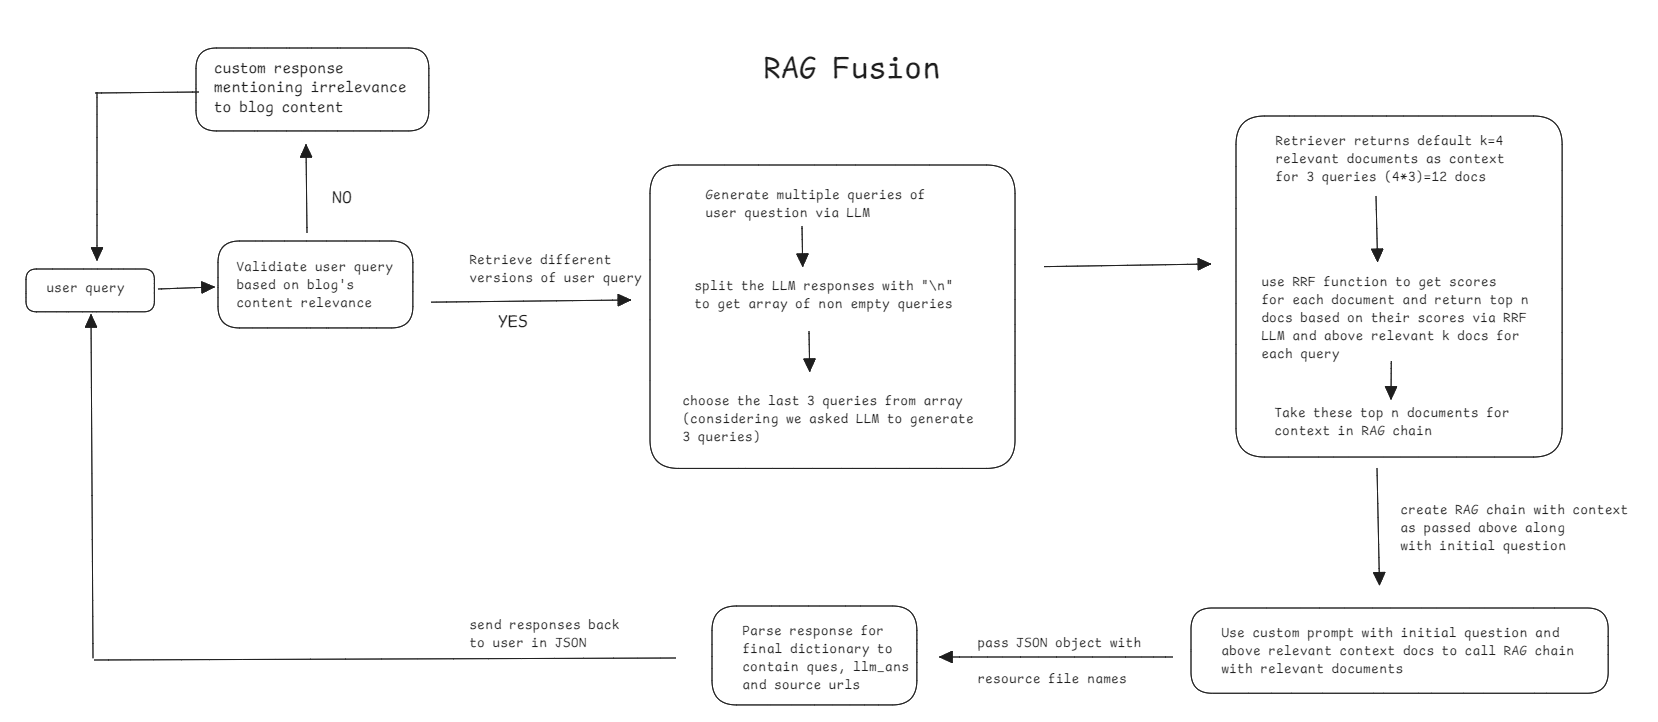 RAG Fusion
custom response
mentioning irrelevance
to blog content
NO
user query
Validiate user query
based on blog's
content relevance
Retrieve different
versions of user query
YES
Generate multiple queries of
user question via LLM
split the LLM responses with "\n"
to get array of non empty queries
choose the last 3 queries from array
(considering we asked LLM to generate
3 queries)
Retriever returns default k=4
relevant documents as context
for 3 queries (4*3)=12 docs
use RRF function to get scores
for each document and return top n
docs based on their scores via RRF
LLM and above relevant k docs for
each query
Take these top n documents for
context in RAG chain
create RAG chain with context
as passed above along
with initial question
Use custom prompt with initial question and
above relevant context docs to call RAG chain
with relevant documents
pass JSON object with
resource file names
Parse response for
final dictionary to
contain ques, llm_ans
and source urls
send responses back
to user in JSON